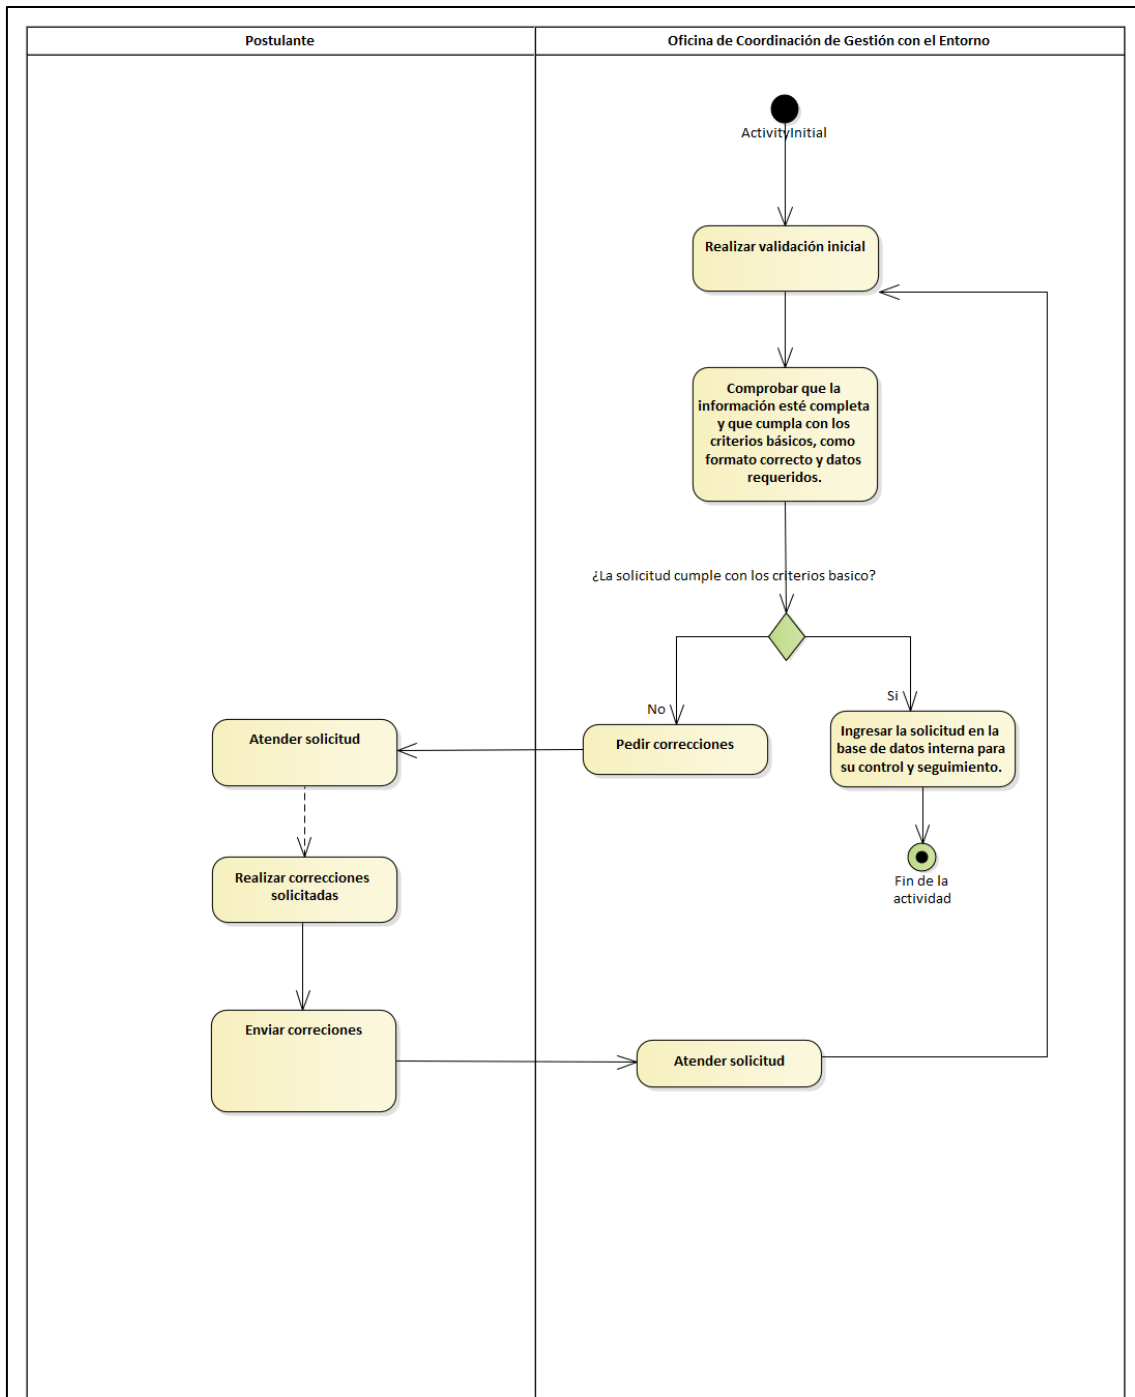 Postulante
Oficina de Coordinación de Gestión con el Entorno
ActivityInitial
Realizar validación inicial
Comprobar que la
información esté completa
y que cumpla con los
criterios básicos, como
formato correcto y datos
requeridos.
¿La solicitud cumple con los criterios basico?
No
Si
Atender solicitud
Pedir correcciones
Ingresar la solicitud en la
base de datos interna para
su control y seguimiento.
Realizar correcciones
solicitadas
Fin de la
actividad
Enviar correciones
Atender solicitud